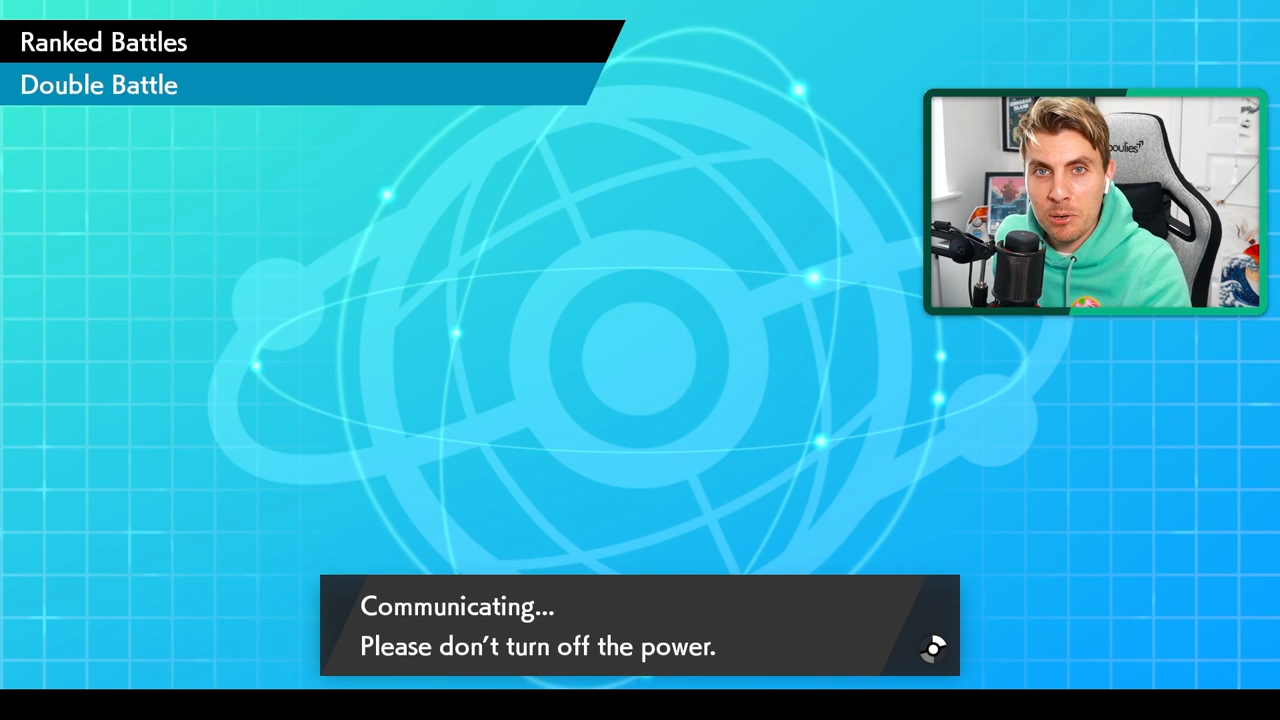 Ranked Battles
Double Battle
Communicating...
Please don't turn off the power.